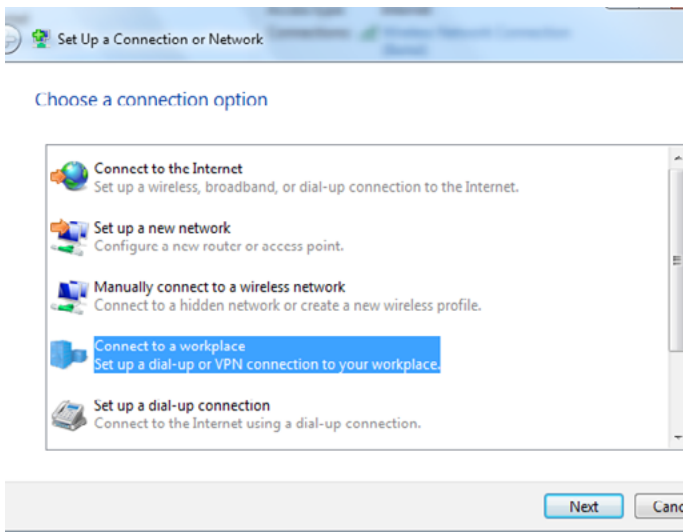 Set Up a Connection or Network
Choose a connection option
Connect to the Internet
Set up a wireless, broadband, or dial-up connection to the Internet.
Set up a new network
Configure a new router or access point.
Manually connect to a wireless network
Connect to a hidden network or create a new wireless profile.
Connect to a workplace
Set up a dial-up or VPN connection to your workplace.
Set up a dial-up connection
Connect to the Internet using a dial-up connection.
Next
Canc